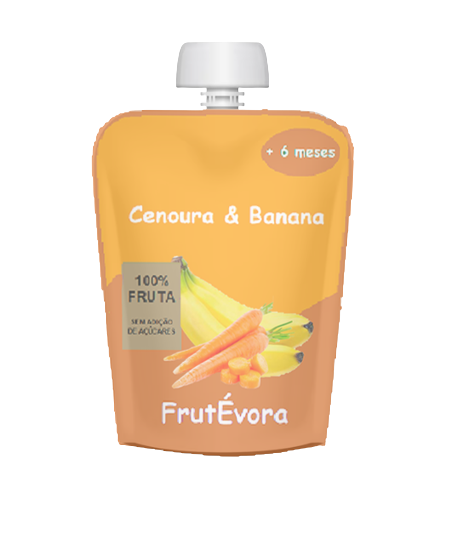 + 6 meses
Cenoura & Banana
100%
FRUTA
SEM ADIÇÃO
DE AÇÚCARES
FrutÉvora